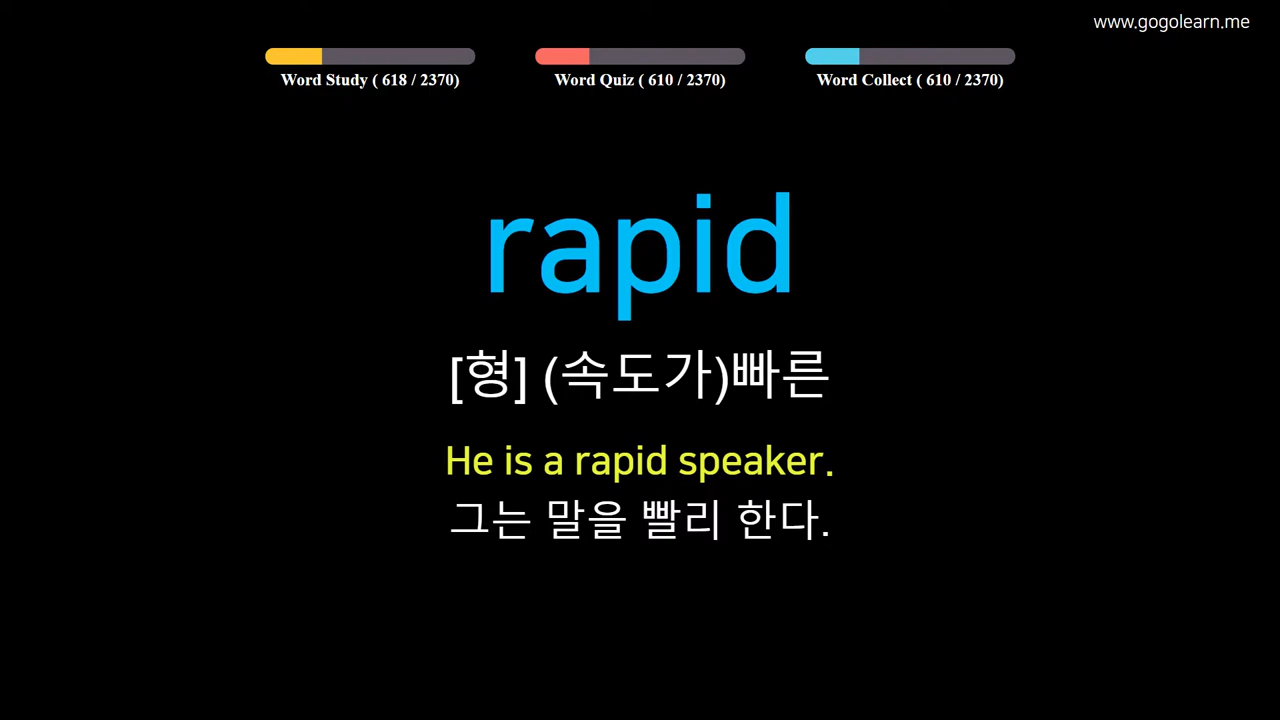 www.gogolearn.me
Word Study ( 618 / 2370)
Word Quiz ( 610 / 2370)
Word Collect ( 610 / 2370)
rapid
[형] (속도가)빠른
He is a rapid speaker.
그는 말을 빨리 한다.